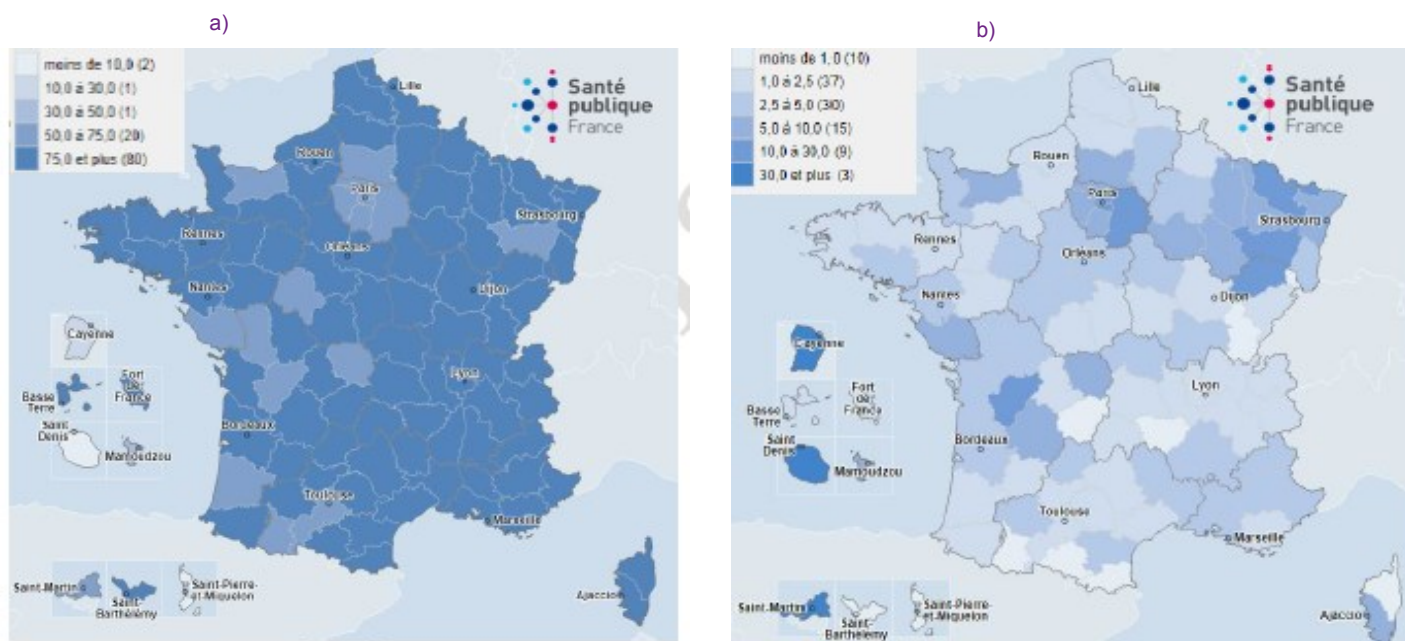 a)
moins de 10,0 (2)
10,0 à 30,0 (1)
30,0 à 50,0 (1)
50,0 à 75,0 (20)
75,0 et plus (80)
Santé
publique
France
Lille
Rouen
Paris
Strasbourg
Rennes
Orléans
Nantes
Dijon
Cayenne
Lyon
Basse
Terre
Fort
de
France
Saint
Denis
Mamoudzou
Bordeaux
Toulouse
Marseille
Saint-Martin
Saint-
Barthélémy
Saint-Pierre-
et-Miquelon
Ajaccio
b)
moins de 1,0 (10)
1,0 à 2,5 (37)
2,5 à 5,0 (30)
5,0 à 10,0 (15)
10,0 à 30,0 (9)
30,0 et plus (3)
Santé
publique
France
Lille
Rouen
Paris
Strasbourg
Rennes
Orléans
Nantes
Dijon
Cayenne
Lyon
Basse
Terre
Fort
de
France
Saint
Denis
Mamoudzou
Bordeaux
Toulouse
Marseille
Saint-Martin
Saint-
Barthélémy
Saint-Pierre-
et-Miquelon
Ajaccio